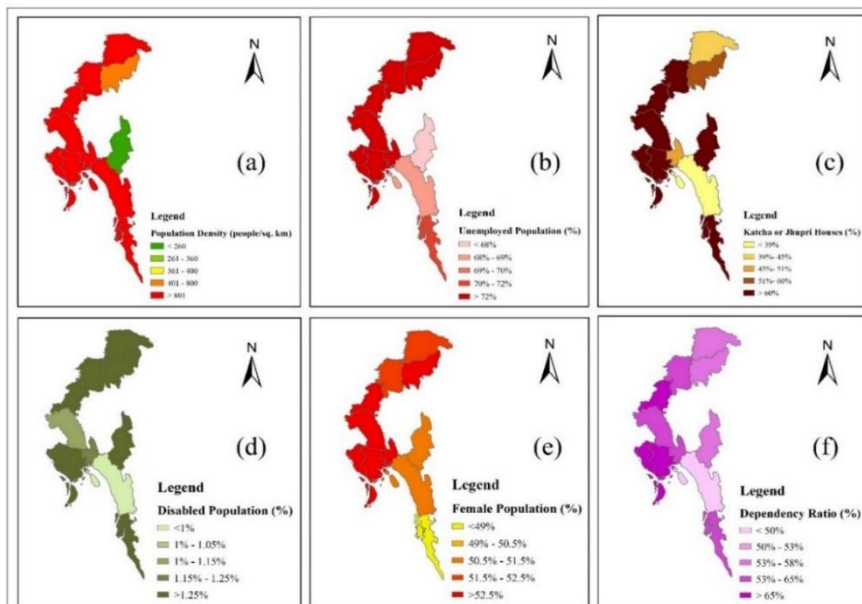 N
(a)
Legend
Population Density (people/sq. km)
< 260
261 - 360
361 - 400
401 - 800
> 801
N
(b)
Legend
Unemployed Population (%)
< 68%
68% - 69%
69% - 70%
70% - 72%
> 72%
N
(c)
Legend
Katcha or Jhupri Houses (%)
< 39%
39%- 45%
45%- 51%
51%- 60%
> 60%
N
(d)
Legend
Disabled Population (%)
<1%
1% - 1.05%
1% - 1.15%
1.15% - 1.25%
>1.25%
N
(e)
Legend
Female Population (%)
<49%
49% - 50.5%
50.5% - 51.5%
51.5% - 52.5%
>52.5%
N
(f)
Legend
Dependency Ratio (%)
< 50%
50% - 53%
53% - 58%
53% - 65%
> 65%